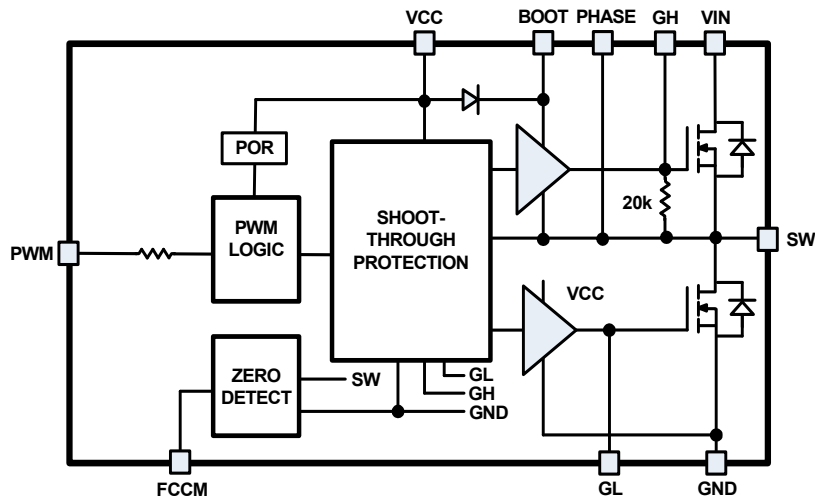 VCC BOOT PHASE GH VIN
POR
PWM
LOGIC
SHOOT-
THROUGH
PROTECTION
20k
PWM
SW
VCC
ZERO
DETECT
SW
GL
GH
GND
FCCM
GL
GND